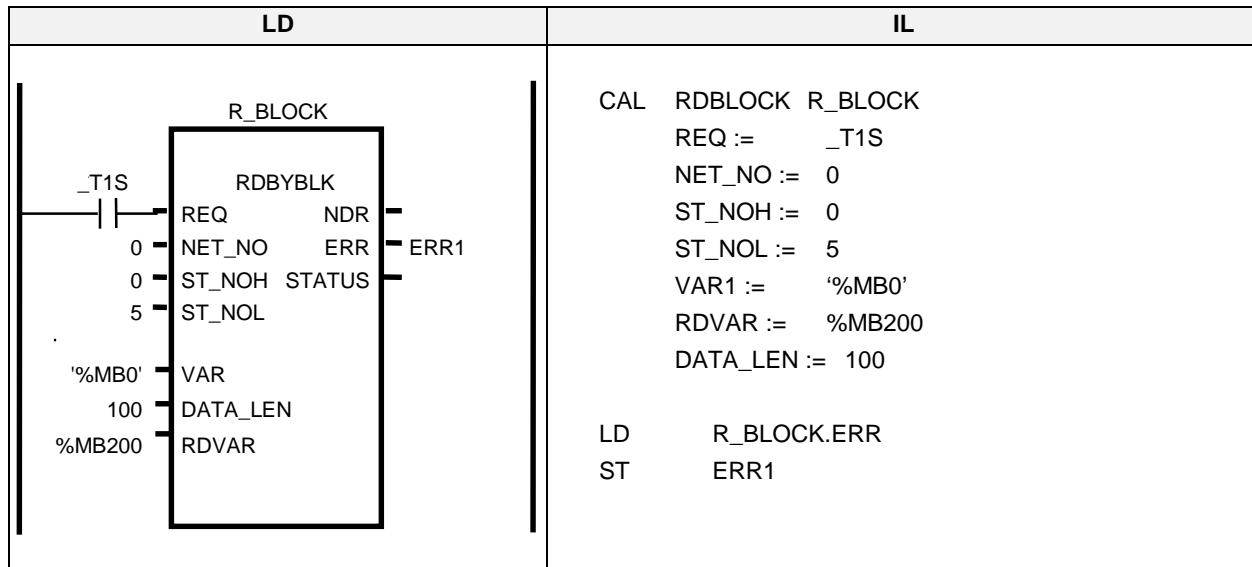 LD
IL
R_BLOCK
_T1S
RDBYBLK
REQ NDR
0 NET_NO ERR ERR1
0 ST_NOH STATUS
5 ST_NOL
.
'%MB0' VAR
100 DATA_LEN
%MB200 RDVAR
CAL RDBLOCK R_BLOCK
REQ := _T1S
NET_NO := 0
ST_NOH := 0
ST_NOL := 5
VAR1 := ‘%MB0’
RDVAR := %MB200
DATA_LEN := 100
LD R_BLOCK.ERR
ST ERR1